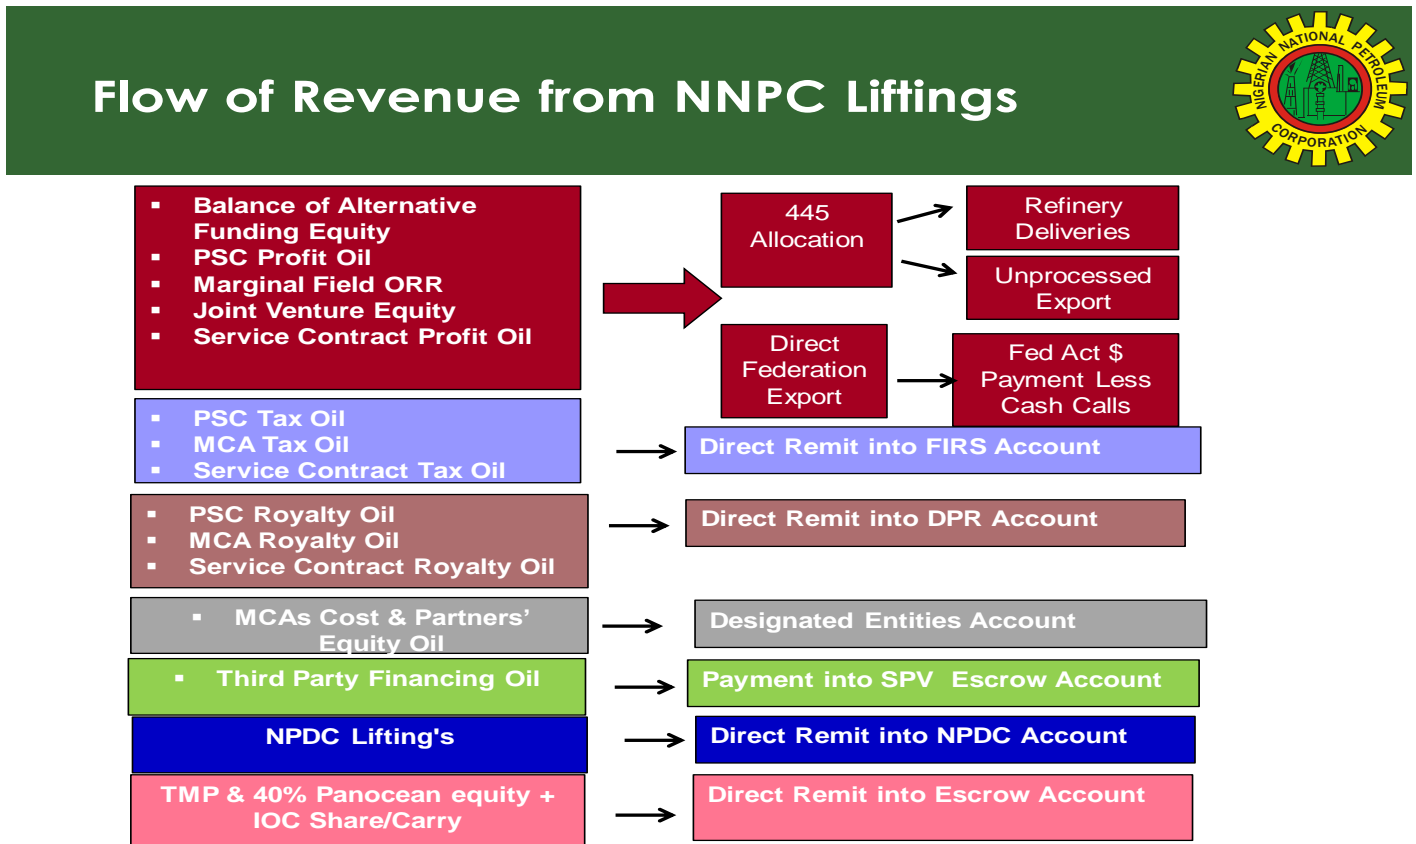 Flow of Revenue from NNPC Liftings
NIGERIAN NATIONAL PETROLEUM
CORPORATION
▪ Balance of Alternative
Funding Equity
▪ PSC Profit Oil
▪ Marginal Field ORR
▪ Joint Venture Equity
▪ Service Contract Profit Oil
445
Allocation
Refinery
Deliveries
Unprocessed
Export
Direct
Federation
Export
Fed Act $
Payment Less
Cash Calls
▪ PSC Tax Oil
▪ MCA Tax Oil
▪ Service Contract Tax Oil
Direct Remit into FIRS Account
▪ PSC Royalty Oil
▪ MCA Royalty Oil
▪ Service Contract Royalty Oil
Direct Remit into DPR Account
▪ MCAs Cost & Partners’
Equity Oil
Designated Entities Account
▪ Third Party Financing Oil
Payment into SPV Escrow Account
NPDC Lifting's
Direct Remit into NPDC Account
TMP & 40% Panocean equity +
IOC Share/Carry
Direct Remit into Escrow Account